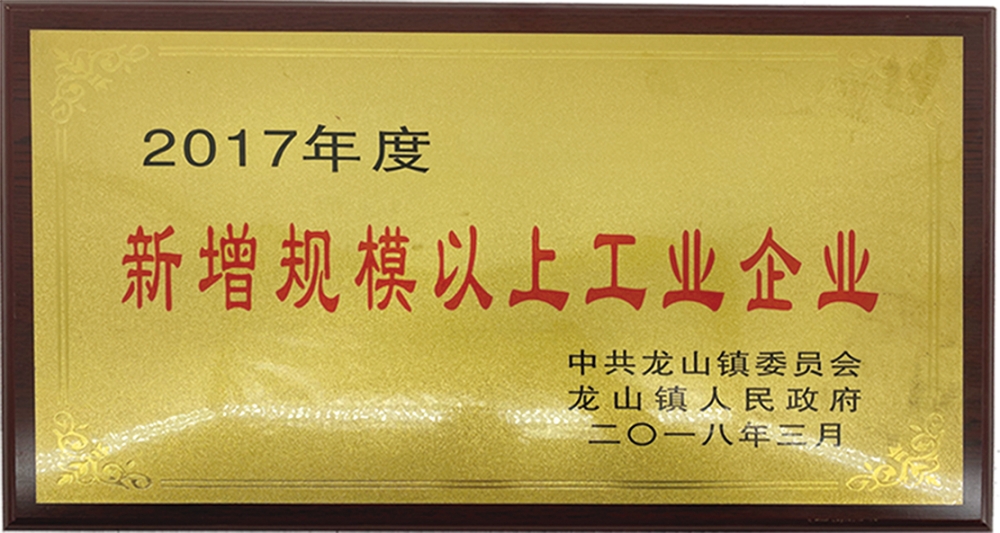 2017年度
新增规模以上工业企业
中共龙山镇委员会
龙山镇人民政府
二〇一八年三月